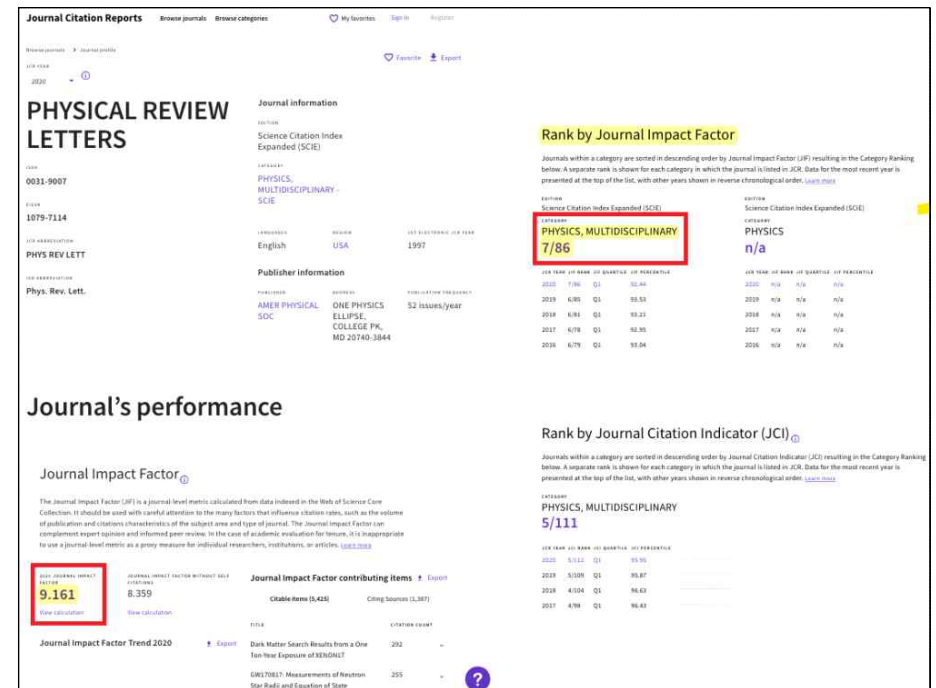 Journal Citation Reports Browse journals Browse categories My favorites Sign In Register
Browse journals > Journal profile
Favorite Export
JCR YEAR
2020
PHYSICAL REVIEW
LETTERS
ISSN
0031-9007
EISSN
1079-7114
JCR ABBREVIATION
PHYS REV LETT
ISO ABBREVIATION
Phys. Rev. Lett.
Journal information
EDITION
Science Citation Index
Expanded (SCIE)
CATEGORY
PHYSICS,
MULTIDISCIPLINARY -
SCIE
LANGUAGES REGION 1ST ELECTRONIC JCR YEAR
English USA 1997
Publisher information
PUBLISHER ADDRESS PUBLICATION FREQUENCY
AMER PHYSICAL ONE PHYSICS 52 issues/year
SOC ELLIPSE,
COLLEGE PK,
MD 20740-3844
Rank by Journal Impact Factor
Journals within a category are sorted in descending order by Journal Impact Factor (JIF) resulting in the Category Ranking
below. A separate rank is shown for each category in which the journal is listed in JCR. Data for the most recent year is
presented at the top of the list, with other years shown in reverse chronological order. Learn more
EDITION
Science Citation Index Expanded (SCIE)
CATEGORY
PHYSICS, MULTIDISCIPLINARY
7/86
JCR YEAR JIF RANK JIF QUARTILE JIF PERCENTILE
2020 7/86 Q1 92.44
2019 6/85 Q1 93.53
2018 6/81 Q1 93.21
2017 6/78 Q1 92.95
2016 6/79 Q1 93.04
EDITION
Science Citation Index Expanded (SCIE)
CATEGORY
PHYSICS
n/a
JCR YEAR JIF RANK JIF QUARTILE JIF PERCENTILE
2020 n/a n/a n/a
2019 n/a n/a n/a
2018 n/a n/a n/a
2017 n/a n/a n/a
2016 n/a n/a n/a
Journal's performance
Journal Impact Factor
The Journal Impact Factor (JIF) is a journal-level metric calculated from data indexed in the Web of Science Core
Collection. It should be used with careful attention to the many factors that influence citation rates, such as the volume
of publication and citations characteristics of the subject area and type of journal. The Journal Impact Factor can
complement expert opinion and informed peer review. In the case of academic evaluation for tenure, it is inappropriate
to use a journal-level metric as a proxy measure for individual researchers, institutions, or articles. Learn more
2020 JOURNAL IMPACT
FACTOR
9.161
View calculation
JOURNAL IMPACT FACTOR WITHOUT SELF
CITATIONS
8.359
View calculation
Journal Impact Factor Trend 2020 Export
Journal Impact Factor contributing items Export
Citable items (5,425) Citing Sources (1,387)
TITLE CITATION COUNT
Dark Matter Search Results from a One 292
Ton-Year Exposure of XENON1T
GW170817: Measurements of Neutron 255
Star Radii and Equation of State
Rank by Journal Citation Indicator (JCI)
Journals within a category are sorted in descending order by Journal Citation Indicator (JCI) resulting in the Category Ranking
below. A separate rank is shown for each category in which the journal is listed in JCR. Data for the most recent year is
presented at the top of the list, with other years shown in reverse chronological order. Learn more
CATEGORY
PHYSICS, MULTIDISCIPLINARY
5/111
JCR YEAR JCI RANK JCI QUARTILE JCI PERCENTILE
2020 5/111 Q1 95.95
2019 5/109 Q1 95.87
2018 4/104 Q1 96.63
2017 4/98 Q1 96.43
?